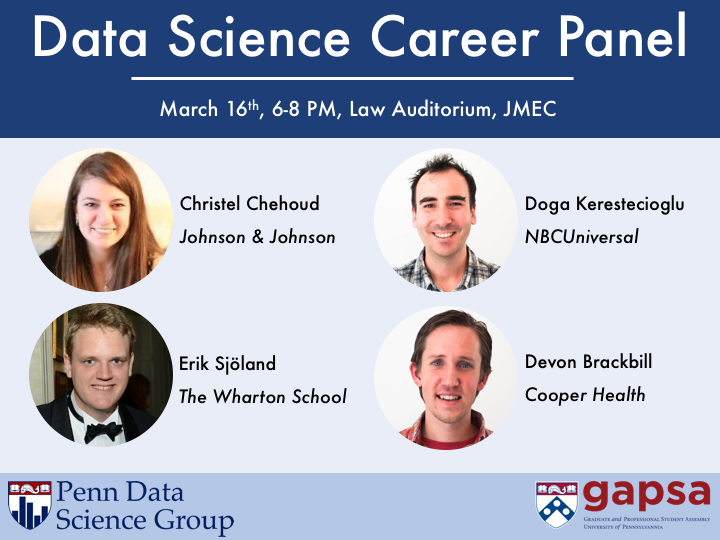 Data Science Career Panel
March 16th, 6-8 PM, Law Auditorium, JMEC
Christel Chehoud
Johnson & Johnson
Doga Kerestecioglu
NBCUniversal
Erik Sjöland
The Wharton School
Devon Brackbill
Cooper Health
Penn Data
Science Group
gapsa
Graduate and Professional Student Assembly
University of Pennsylvania